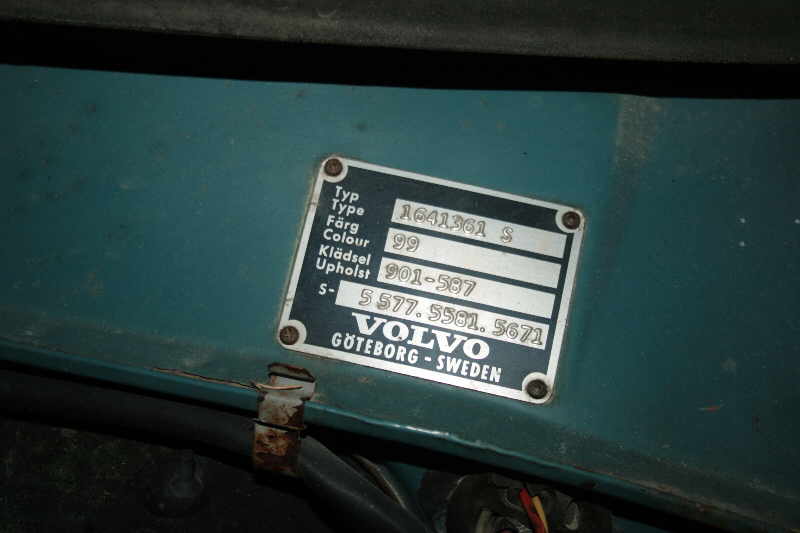 Typ
Type 1641361 S
Färg
Colour 99
Klädsel
Upholst 901-587
S- 5 577. 5581. 5671
VOLVO
GÖTEBORG - SWEDEN